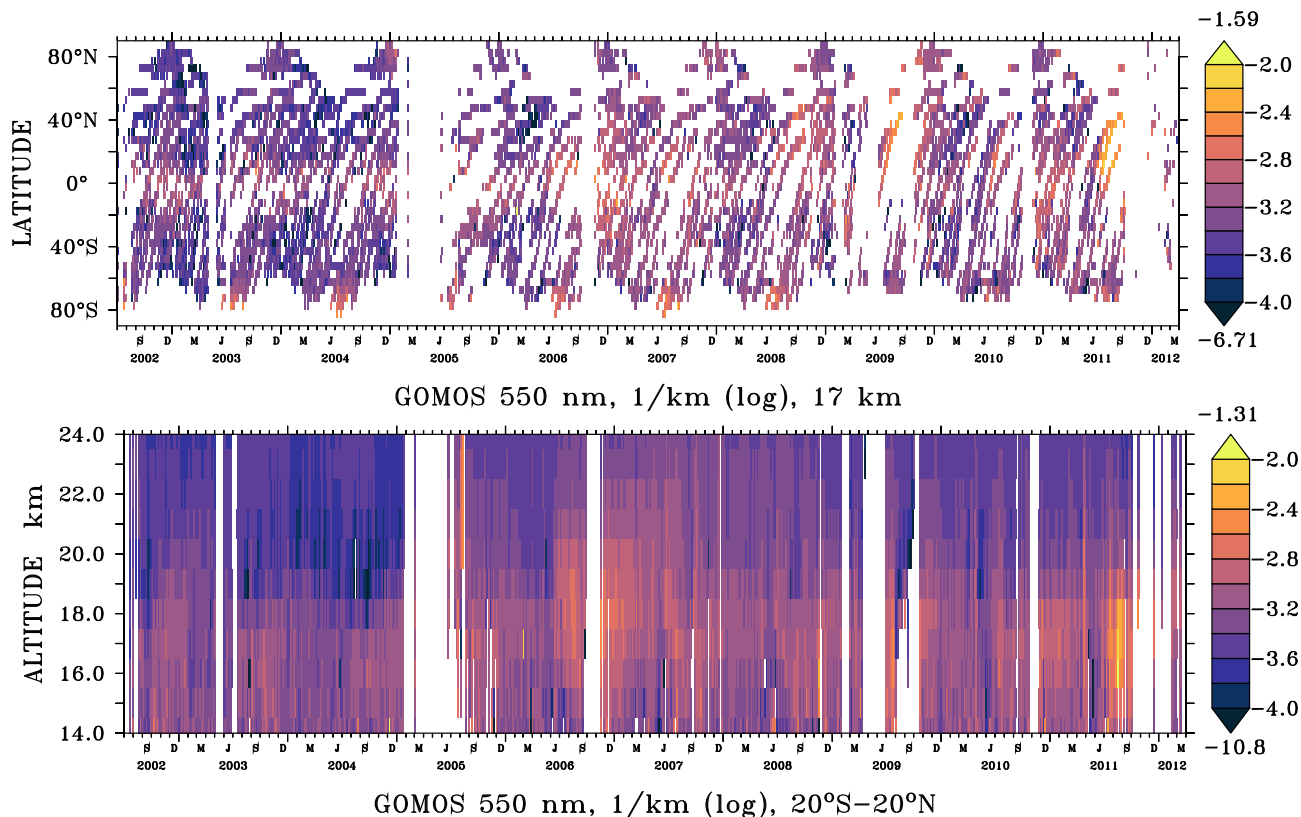 −1.59
80°N
40°N
0°
40°S
80°S
LATITUDE
−2.0
−2.4
−2.8
−3.2
−3.6
−4.0
−6.71
S D M J S D M J S D M J S D M J S D M J S D M J S D M J S D M J S D M J S D M
2002 2003 2004 2005 2006 2007 2008 2009 2010 2011 2012
GOMOS 550 nm, 1/km (log), 17 km
−1.31
24.0
22.0
20.0
18.0
16.0
14.0
ALTITUDE km
−2.0
−2.4
−2.8
−3.2
−3.6
−4.0
−10.8
S D M J S D M J S D M J S D M J S D M J S D M J S D M J S D M J S D M J S D M
2002 2003 2004 2005 2006 2007 2008 2009 2010 2011 2012
GOMOS 550 nm, 1/km (log), 20°S−20°N